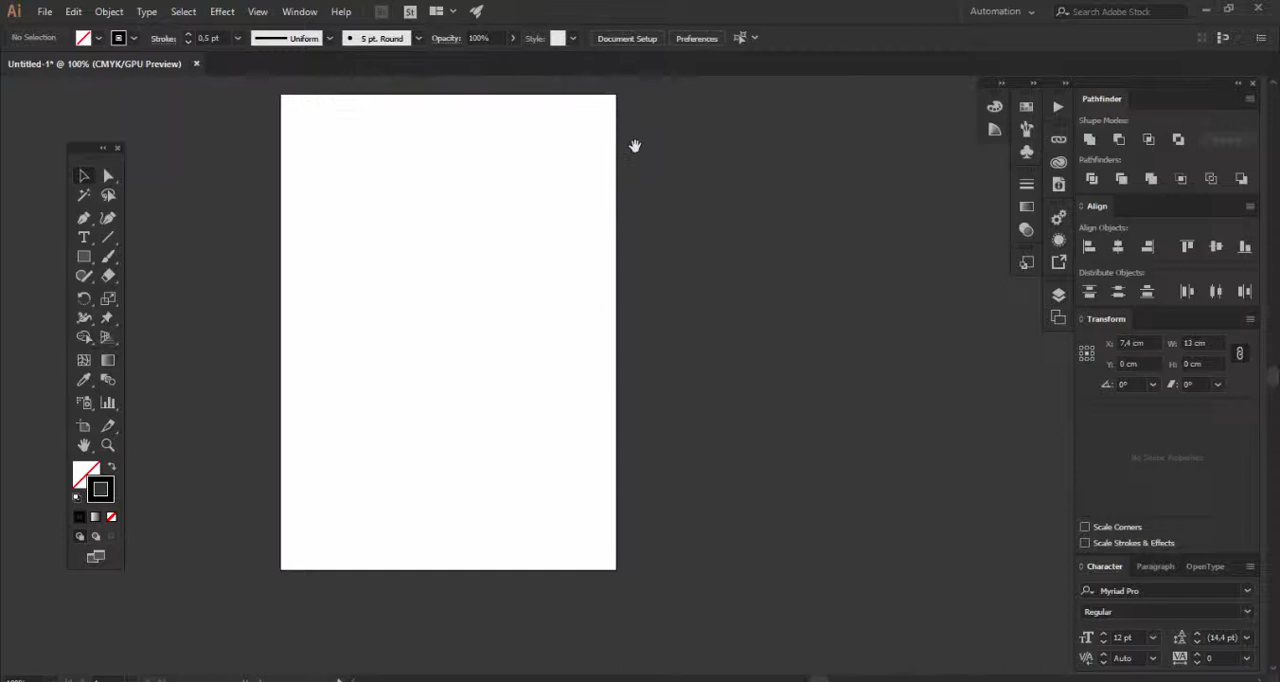 Ai File Edit Object Type Select Effect View Window Help St Automation Search Adobe Stock
No Selection Stroke: 0,5 pt Uniform 5 pt. Round Opacity: 100% Style: Document Setup Preferences
Untitled-1* @ 100% (CMYK/GPU Preview)
Pathfinder
Shape Modes:
Pathfinders:
Align
Align Objects:
Distribute Objects:
Transform
X: 7,4 cm W: 13 cm
Y: 0 cm H: 0 cm
0° 0°
No Shape Properties
Scale Corners
Scale Strokes & Effects
Character Paragraph OpenType
Myriad Pro
Regular
12 pt (14,4 pt)
Auto 0